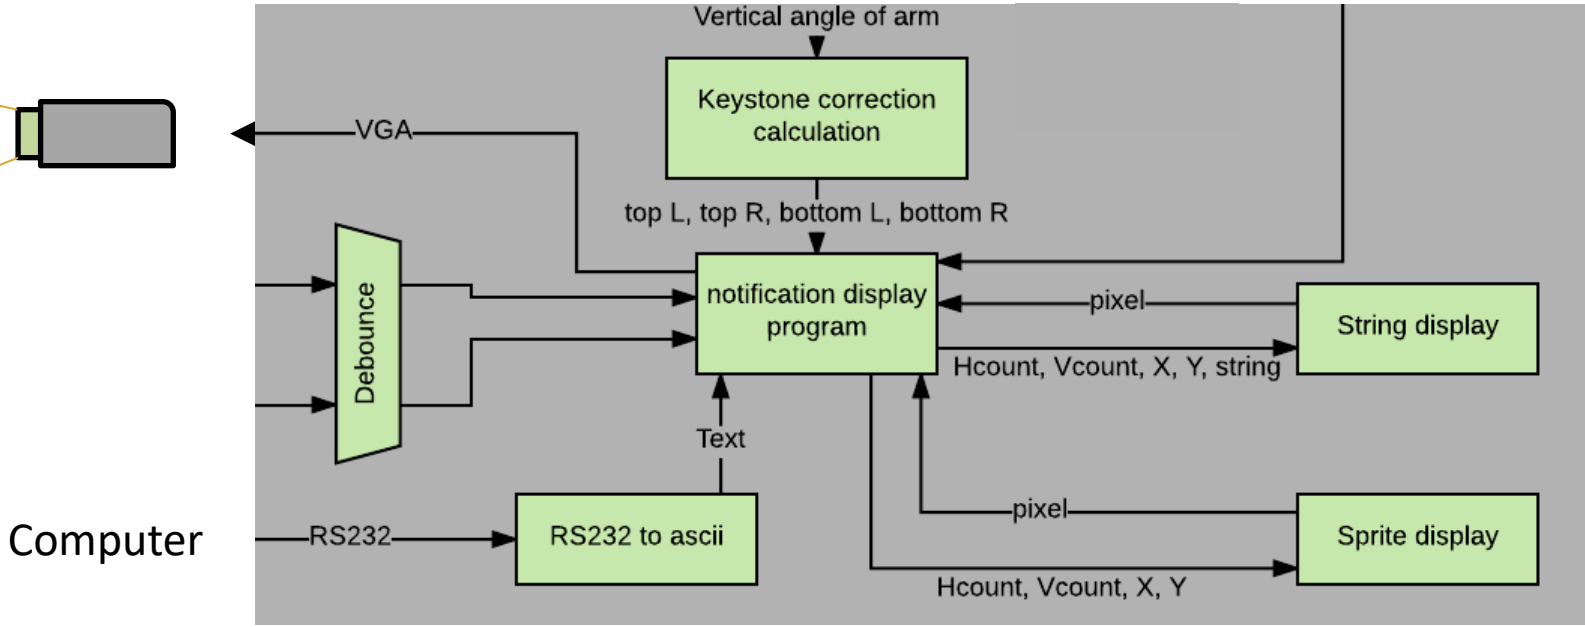 Vertical angle of arm
Keystone correction
calculation
VGA
top L, top R, bottom L, bottom R
notification display
program
pixel
String display
Hcount, Vcount, X, Y, string
Debounce
Text
pixel
Computer
RS232
RS232 to ascii
Sprite display
Hcount, Vcount, X, Y